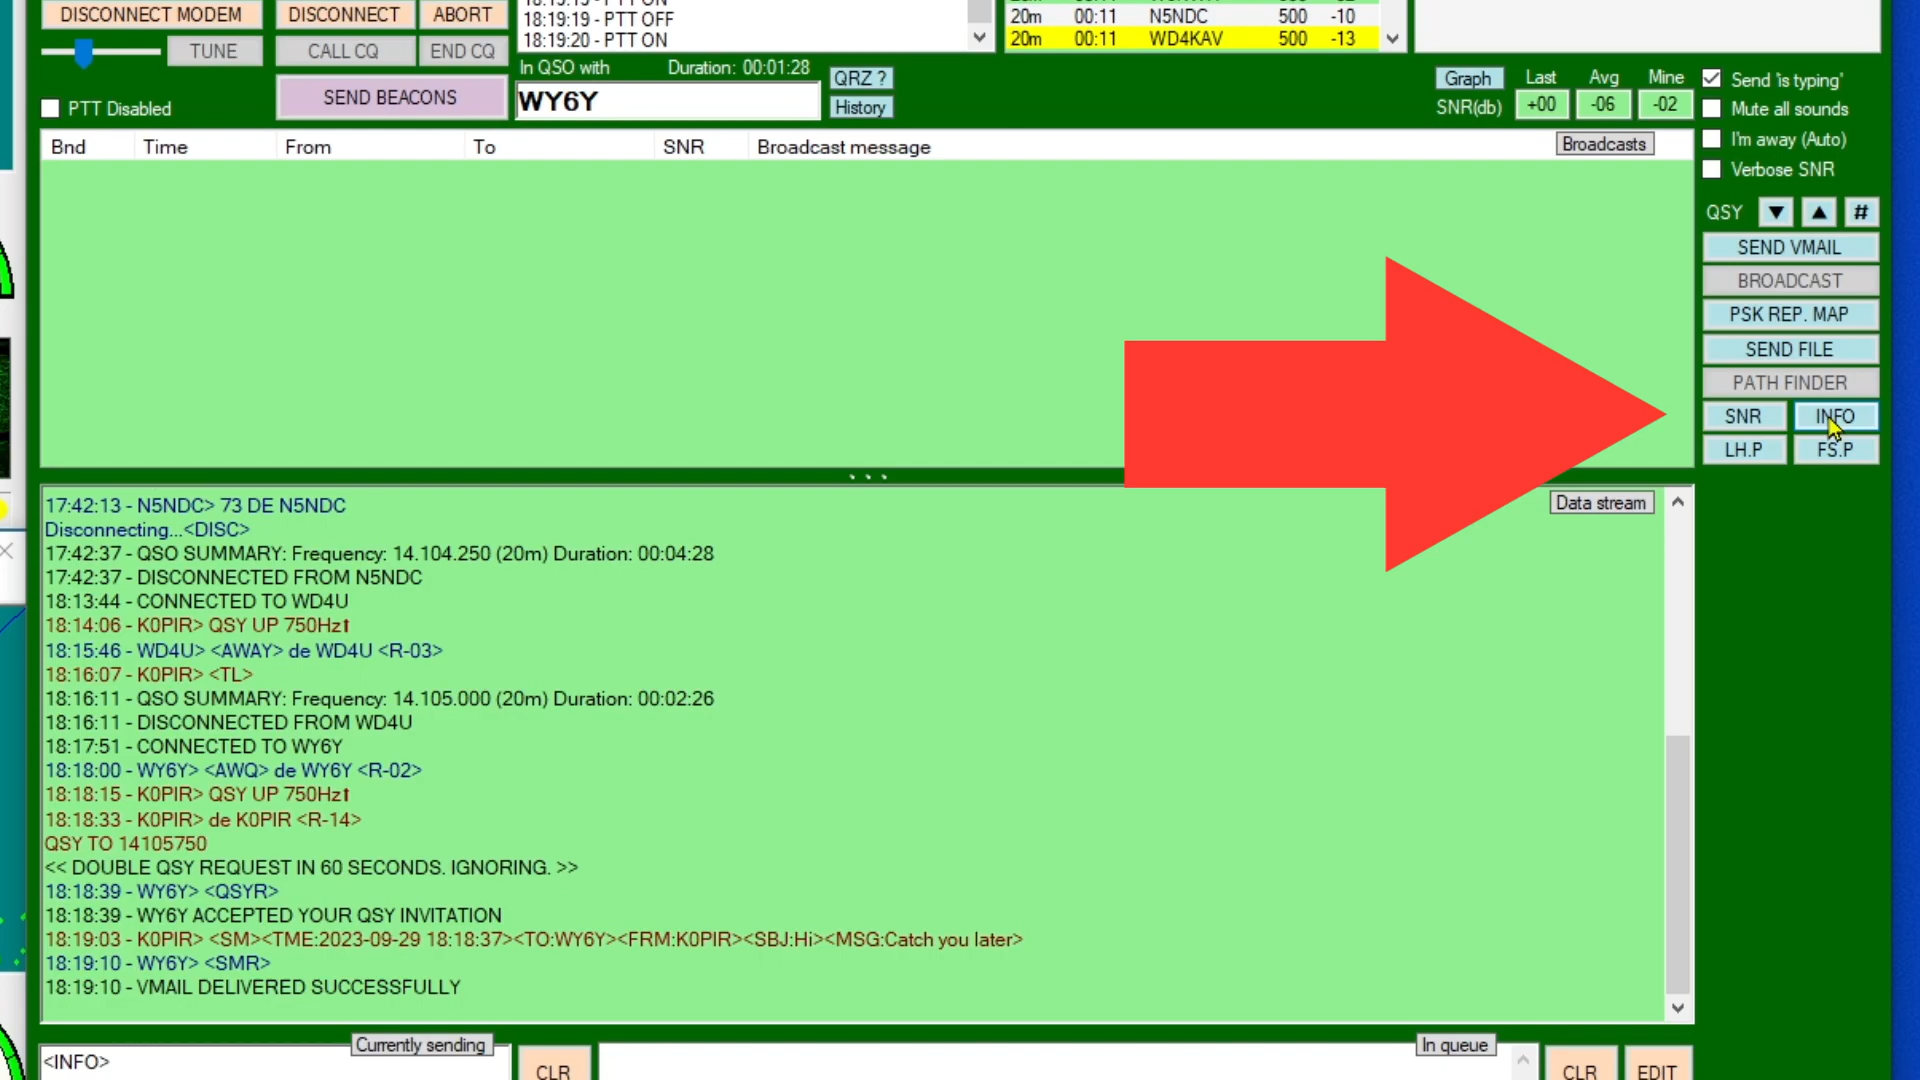 DISCONNECT MODEM
DISCONNECT
ABORT
TUNE
CALL CQ
END CQ
PTT Disabled
SEND BEACONS
18:19:19 - PTT OFF
18:19:20 - PTT ON
20m 00:11 N5NDC 500 -10
20m 00:11 WD4KAV 500 -13
In QSO with
Duration: 00:01:28
WY6Y
QRZ ?
History
Graph Last Avg Mine
SNR(db) +00 -06 -02
Send 'is typing'
Mute all sounds
I'm away (Auto)
Verbose SNR
Bnd Time From To SNR Broadcast message
Broadcasts
QSY ▼ ▲ #
SEND VMAIL
BROADCAST
PSK REP. MAP
SEND FILE
PATH FINDER
SNR INFO
LH.P FS.P
Data stream
17:42:13 - N5NDC> 73 DE N5NDC
Disconnecting...<DISC>
17:42:37 - QSO SUMMARY: Frequency: 14.104.250 (20m) Duration: 00:04:28
17:42:37 - DISCONNECTED FROM N5NDC
18:13:44 - CONNECTED TO WD4U
18:14:06 - K0PIR> QSY UP 750Hz⬆
18:15:46 - WD4U> <AWAY> de WD4U <R-03>
18:16:07 - K0PIR> <TL>
18:16:11 - QSO SUMMARY: Frequency: 14.105.000 (20m) Duration: 00:02:26
18:16:11 - DISCONNECTED FROM WD4U
18:17:51 - CONNECTED TO WY6Y
18:18:00 - WY6Y> <AWQ> de WY6Y <R-02>
18:18:15 - K0PIR> QSY UP 750Hz⬆
18:18:33 - K0PIR> de K0PIR <R-14>
QSY TO 14105750
<< DOUBLE QSY REQUEST IN 60 SECONDS. IGNORING. >>
18:18:39 - WY6Y> <QSYR>
18:18:39 - WY6Y ACCEPTED YOUR QSY INVITATION
18:19:03 - K0PIR> <SM><TME:2023-09-29 18:18:37><TO:WY6Y><FRM:K0PIR><SBJ:Hi><MSG:Catch you later>
18:19:10 - WY6Y> <SMR>
18:19:10 - VMAIL DELIVERED SUCCESSFULLY
Currently sending
<INFO>
CLR
In queue
CLR
EDIT